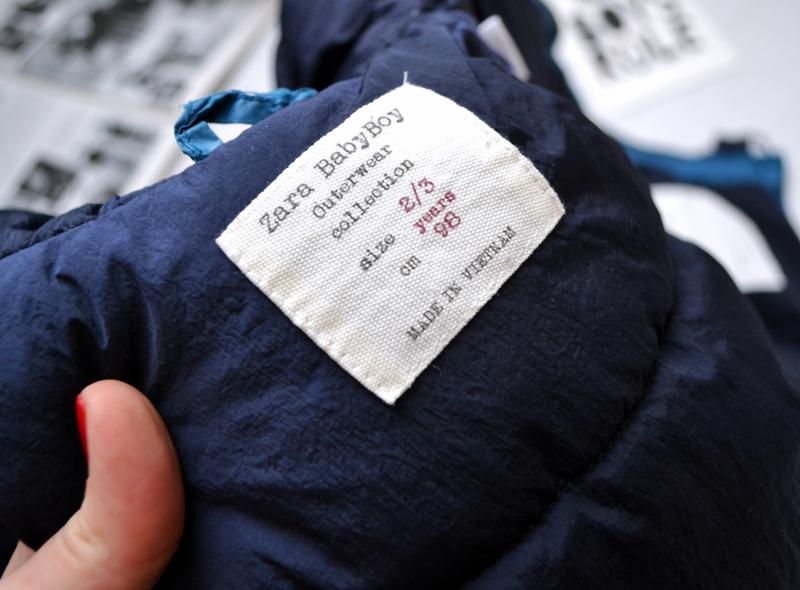 Zara BabyBoy
Outerwear
collection
size 2/3
years
cm 98
MADE IN VIETNAM